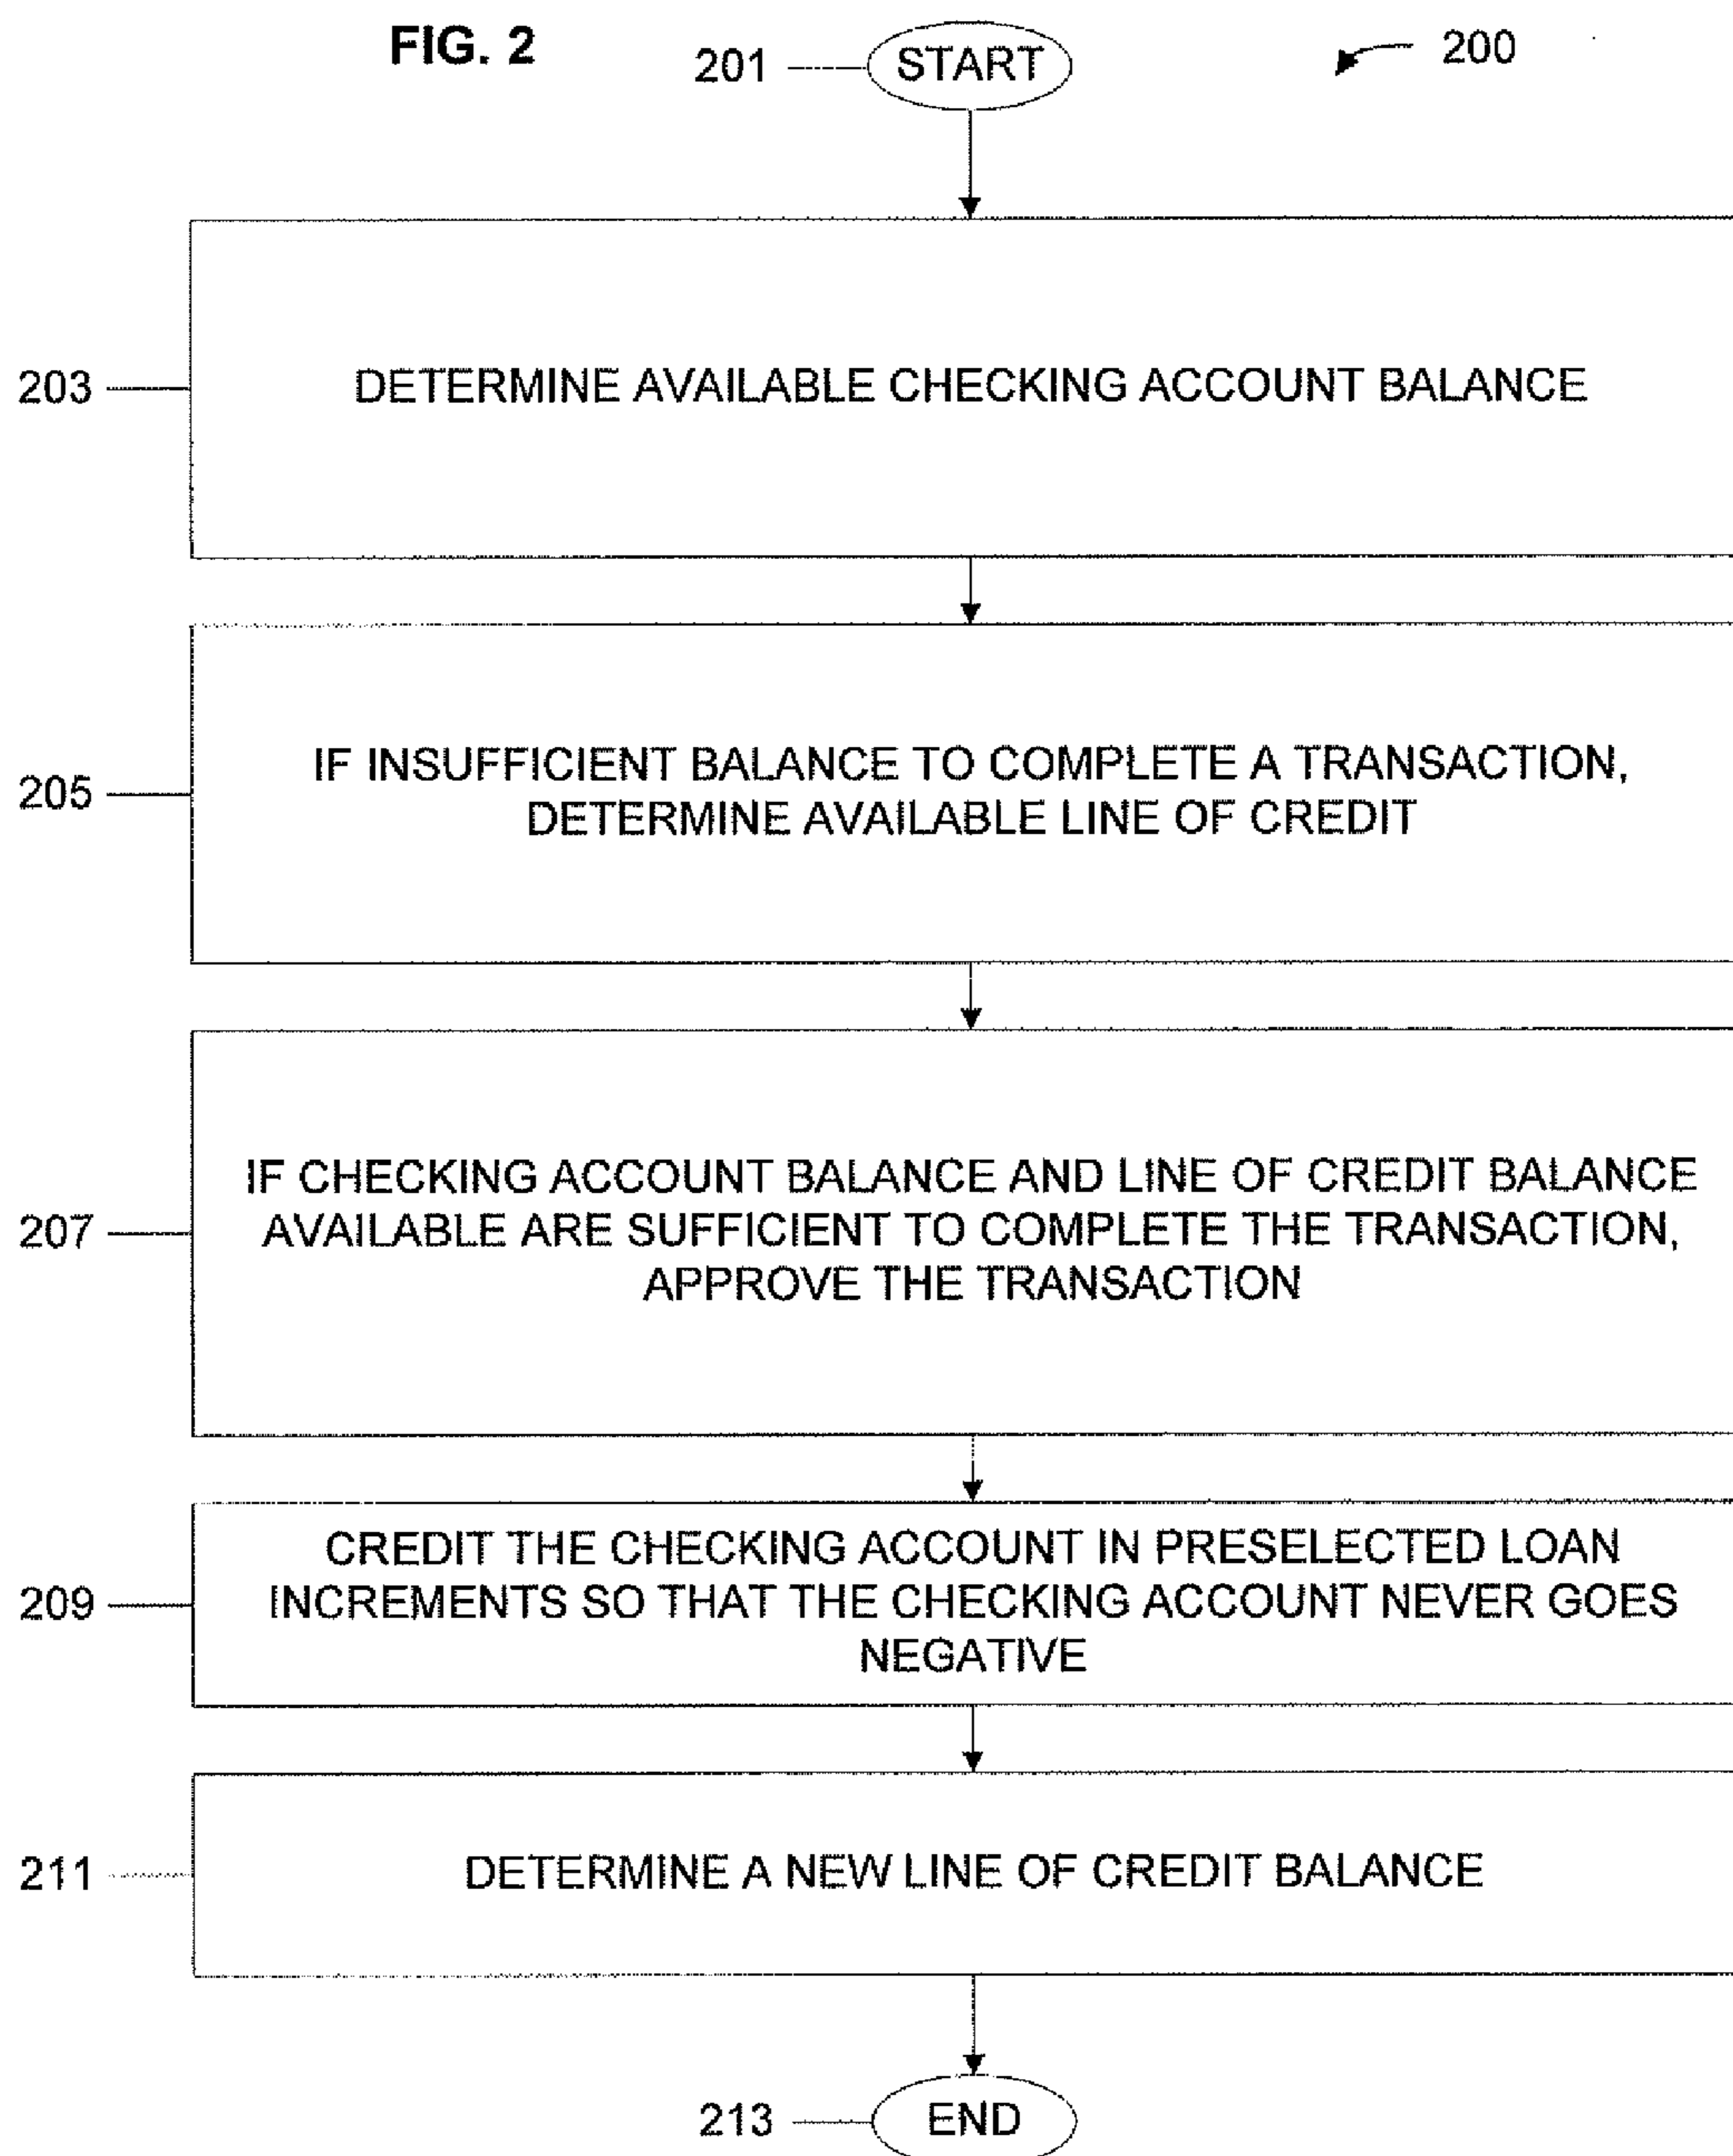 FIG. 2
201
START
200
203
DETERMINE AVAILABLE CHECKING ACCOUNT BALANCE
205
IF INSUFFICIENT BALANCE TO COMPLETE A TRANSACTION,
DETERMINE AVAILABLE LINE OF CREDIT
207
IF CHECKING ACCOUNT BALANCE AND LINE OF CREDIT BALANCE
AVAILABLE ARE SUFFICIENT TO COMPLETE THE TRANSACTION,
APPROVE THE TRANSACTION
209
CREDIT THE CHECKING ACCOUNT IN PRESELECTED LOAN
INCREMENTS SO THAT THE CHECKING ACCOUNT NEVER GOES
NEGATIVE
211
DETERMINE A NEW LINE OF CREDIT BALANCE
213
END